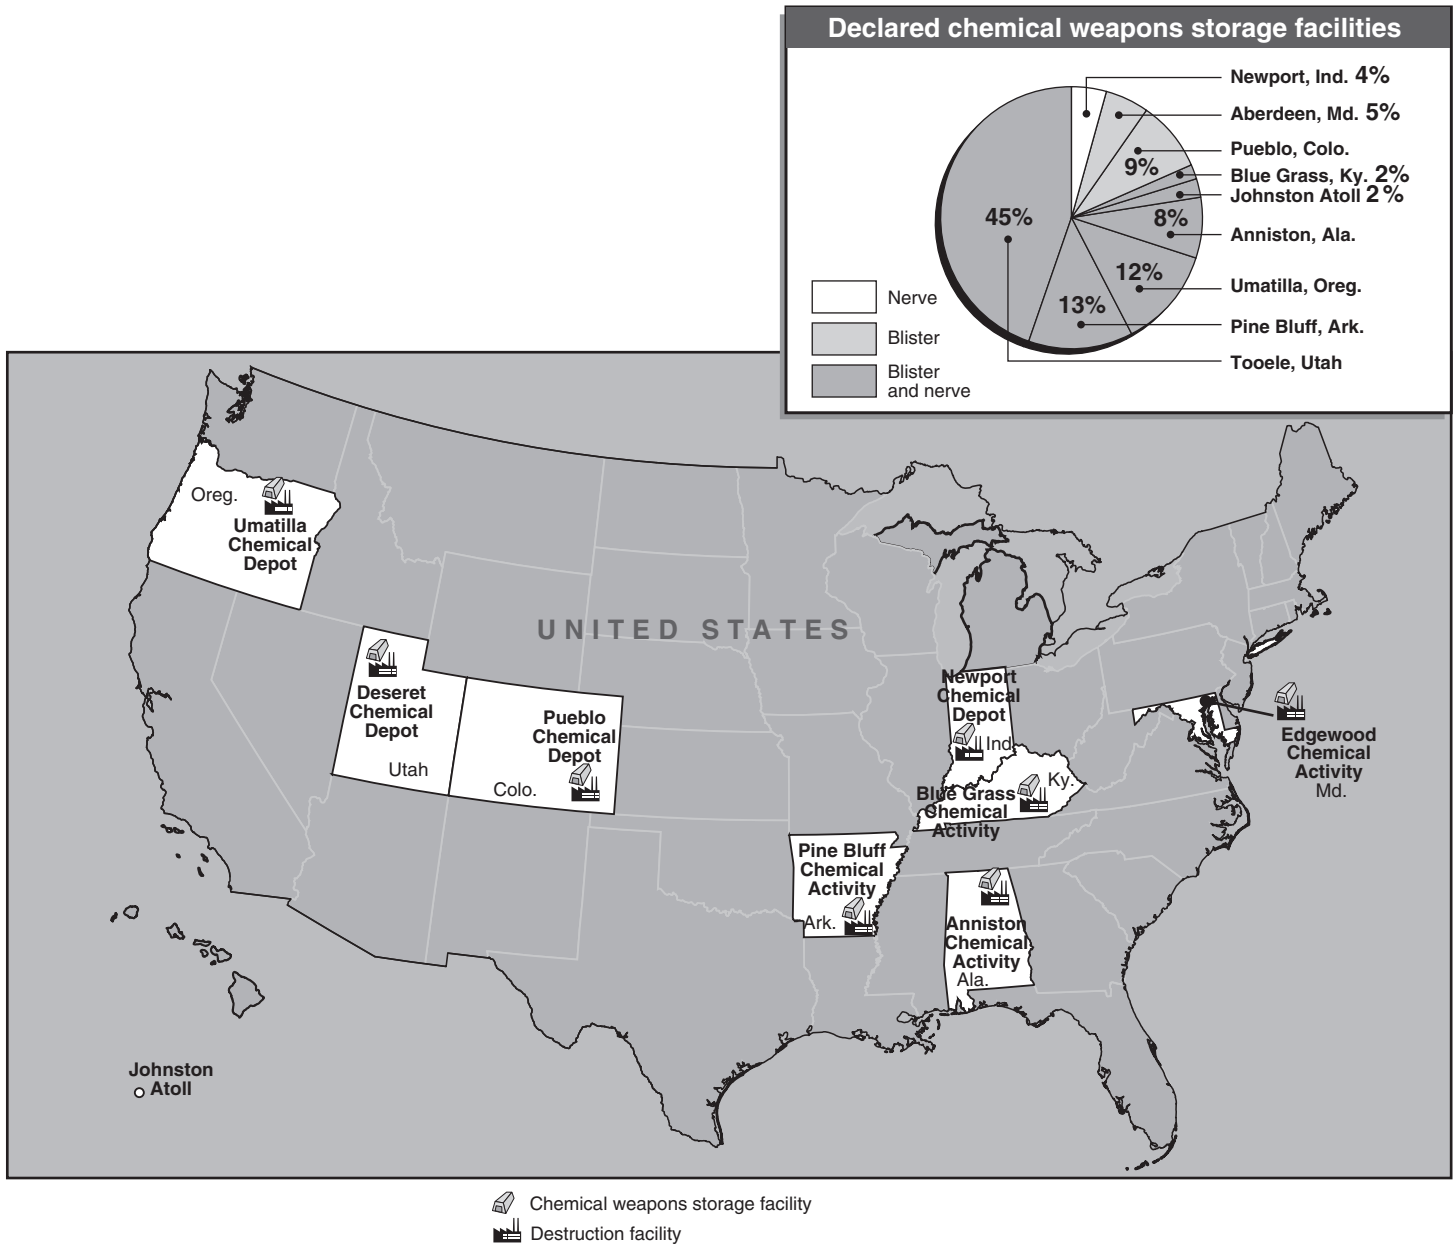 Declared chemical weapons storage facilities
Newport, Ind. 4%
Aberdeen, Md. 5%
Pueblo, Colo.
9%
Blue Grass, Ky. 2%
Johnston Atoll 2%
45%
8%
Anniston, Ala.
12%
Umatilla, Oreg.
13%
Pine Bluff, Ark.
Tooele, Utah
Nerve
Blister
Blister
and nerve
Oreg.
Umatilla
Chemical
Depot
UNITED STATES
Deseret
Chemical
Depot
Utah
Pueblo
Chemical
Depot
Colo.
Newport
Chemical
Depot
Ind.
Edgewood
Chemical
Activity
Md.
Blue Grass
Chemical
Activity
Ky.
Pine Bluff
Chemical
Activity
Ark.
Anniston
Chemical
Activity
Ala.
Johnston
Atoll
Chemical weapons storage facility
Destruction facility